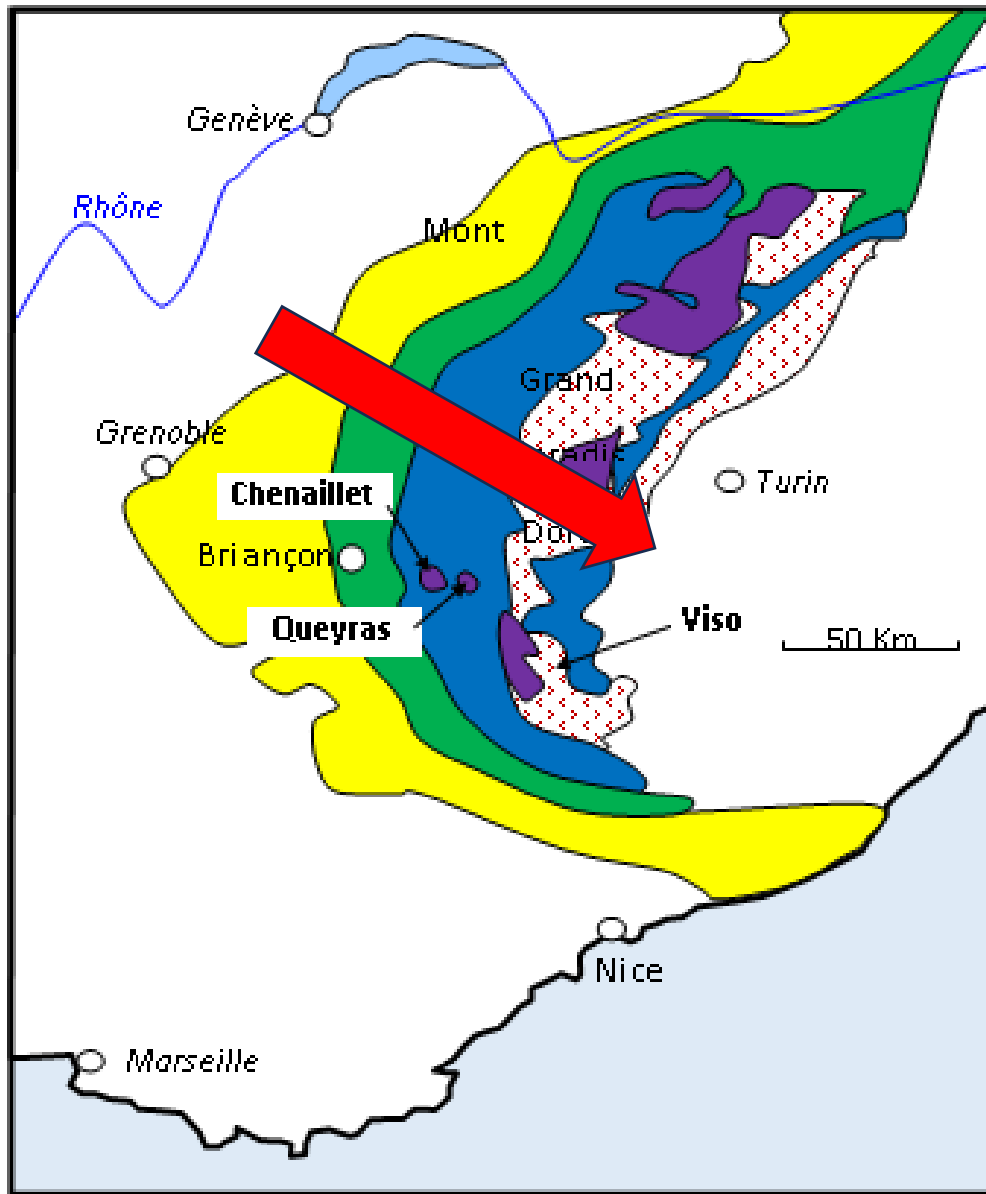 Genève
Rhône
Mont
Grand
Grenoble
Turin
Chenaillet
Briançon
Queyras
Viso
50 Km
Nice
Marseille